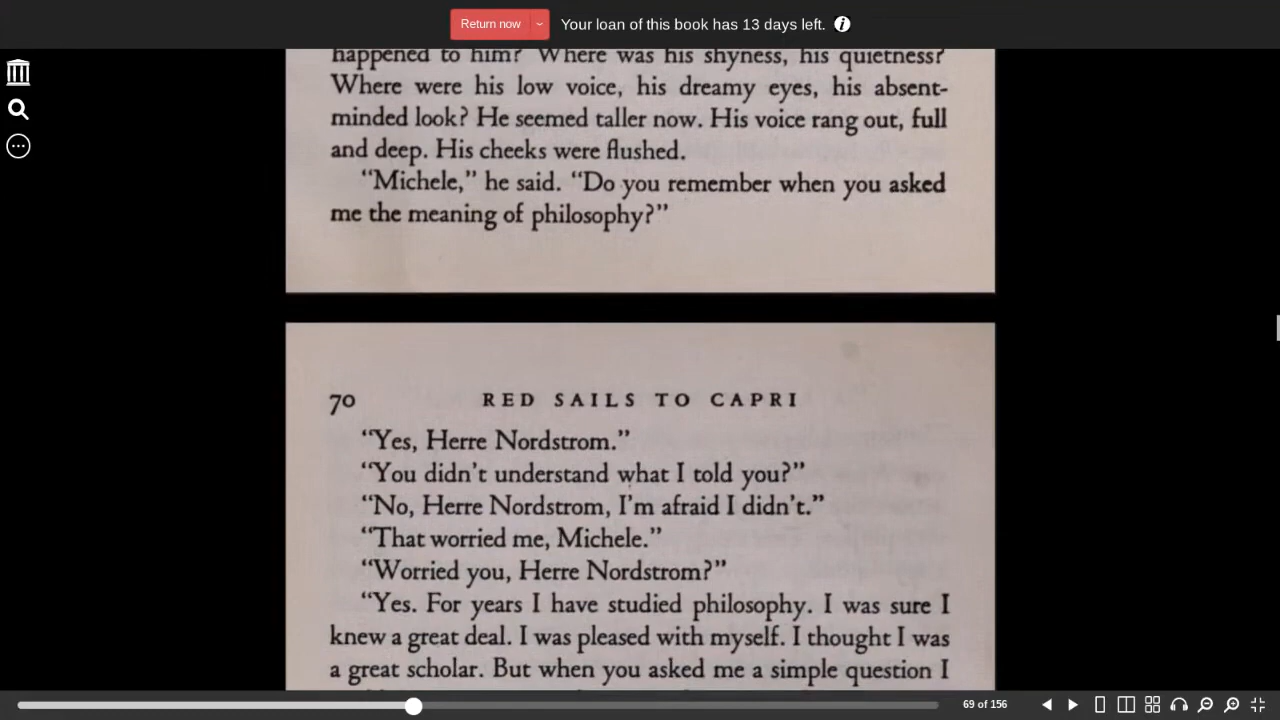 Return now
Your loan of this book has 13 days left.
happened to him? Where was his shyness, his quietness?
Where were his low voice, his dreamy eyes, his absent-
minded look? He seemed taller now. His voice rang out, full
and deep. His cheeks were flushed.
“Michele,” he said. “Do you remember when you asked
me the meaning of philosophy?”
70 RED SAILS TO CAPRI
“Yes, Herre Nordstrom.”
“You didn’t understand what I told you?”
“No, Herre Nordstrom, I’m afraid I didn’t.”
“That worried me, Michele.”
“Worried you, Herre Nordstrom?”
“Yes. For years I have studied philosophy. I was sure I
knew a great deal. I was pleased with myself. I thought I was
a great scholar. But when you asked me a simple question I
69 of 156